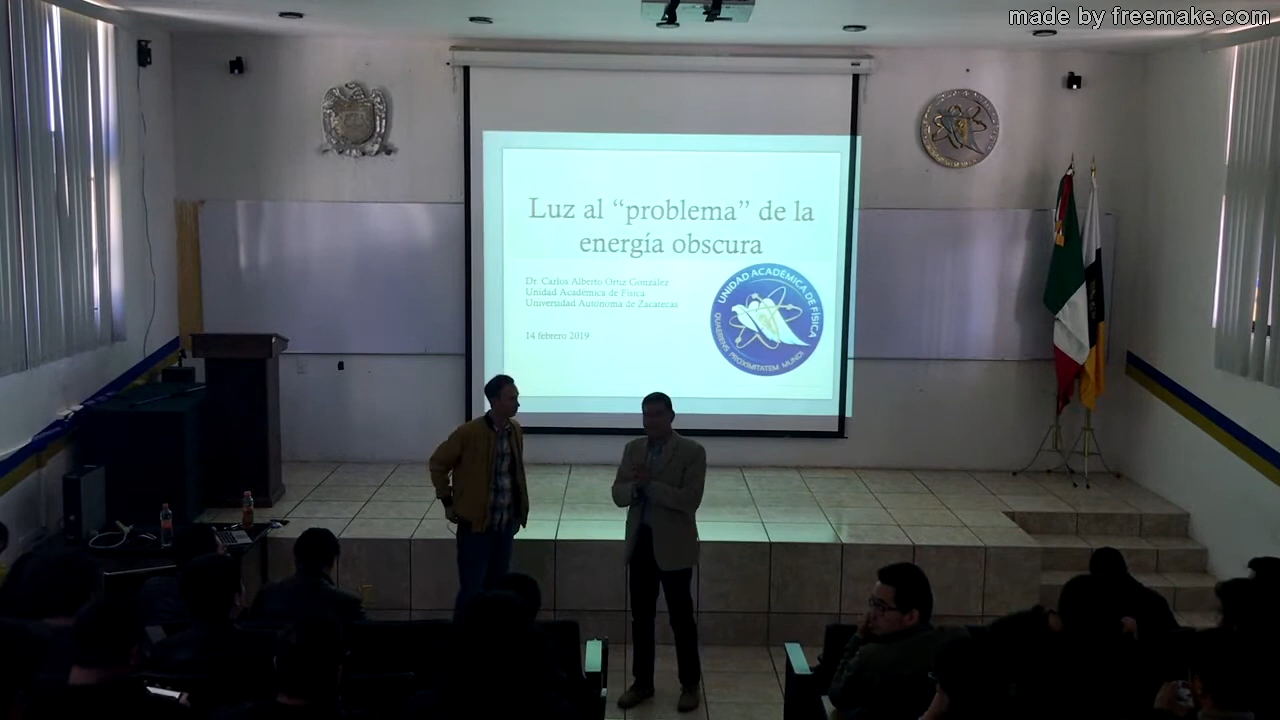 made by freemake.com
Luz al “problema” de la
energía obscura
Dr. Carlos Alberto Ortiz González
Unidad Académica de Física
Universidad Autónoma de Zacatecas
14 febrero 2019
UNIDAD ACADÉMICA DE FÍSICA
QUAERENS PROXIMITATEM MUNDI